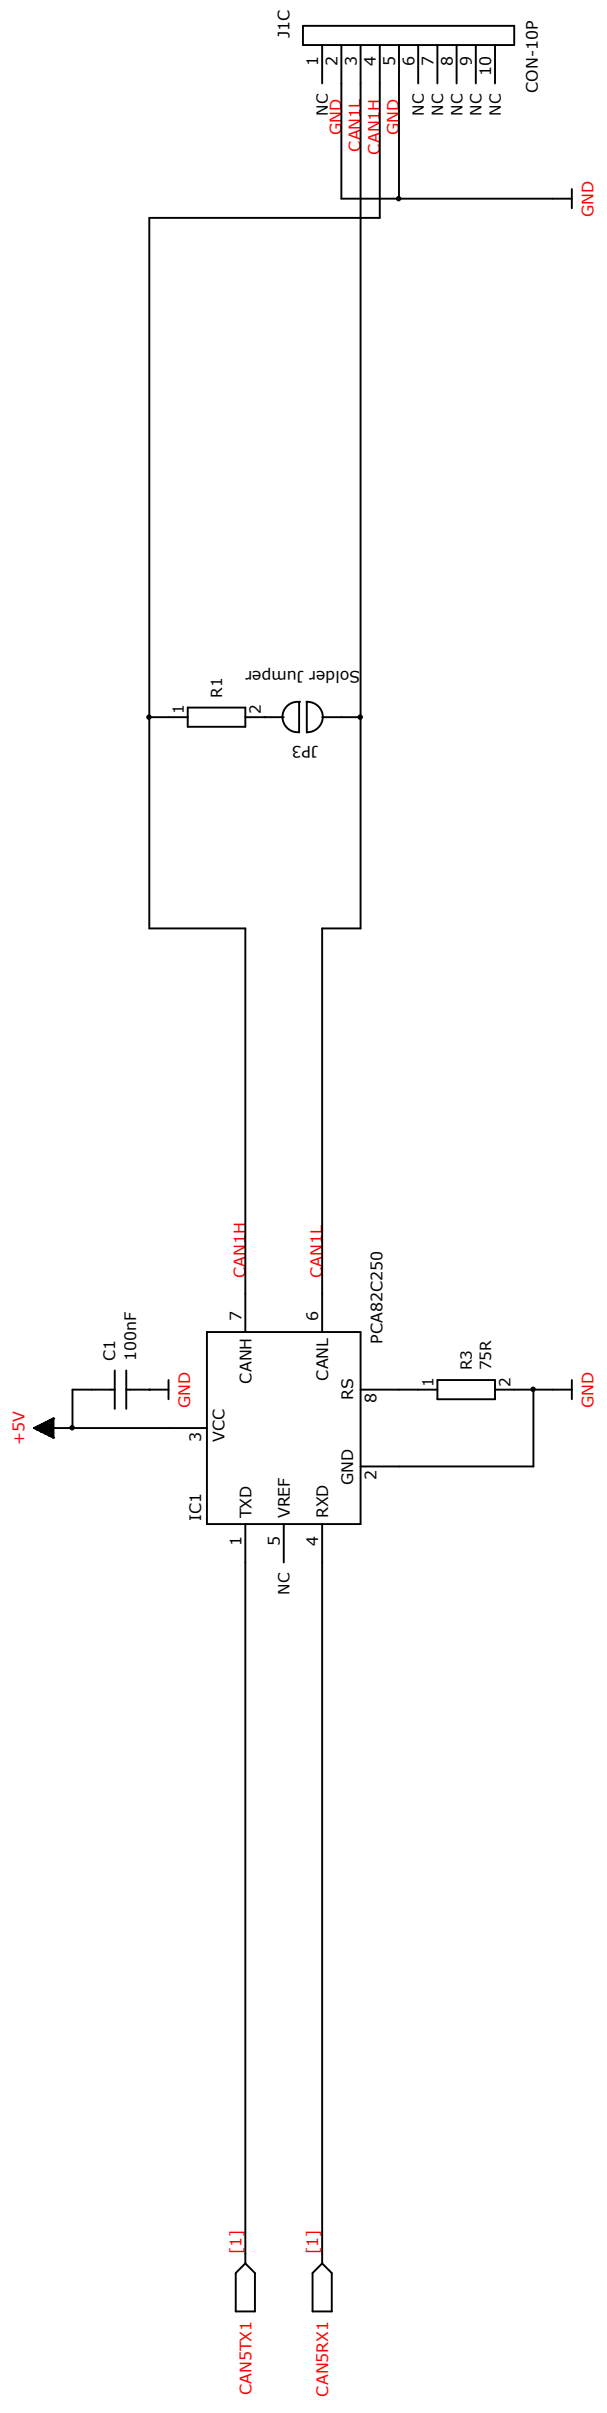 J1C
CON-10P
1
2
3
4
5
6
7
8
9
10
NC
GND
CAN1L
CAN1H
GND
NC
NC
NC
NC
NC
GND
Solder Jumper
R1
1
2
JP3
CAN1H
CAN1L
7
6
PCA82C250
CANH
CANL
C1
100nF
GND
+5V
3
VCC
RS
8
GND
2
R3
75R
1
2
GND
IC1
TXD
VREF
RXD
1
5
4
NC
[1]
[1]
CAN5TX1
CAN5RX1